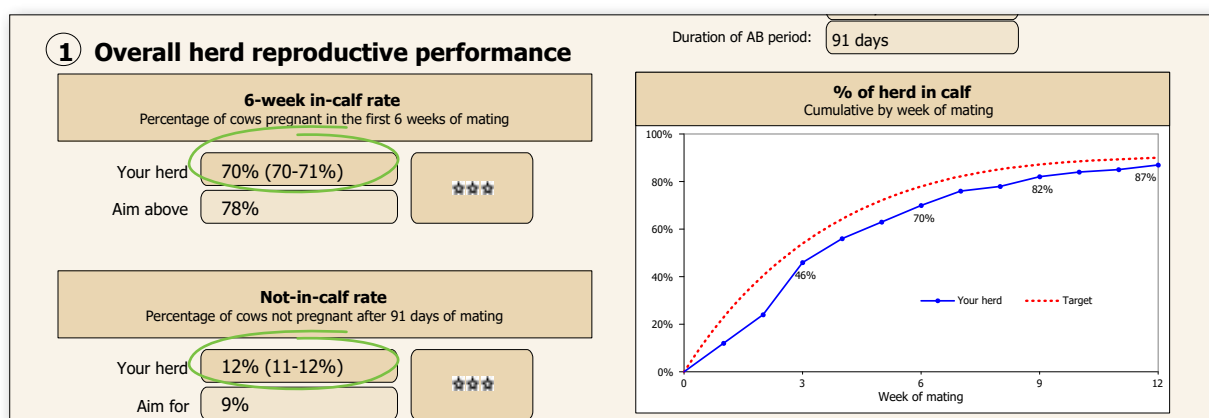 1 Overall herd reproductive performance
Duration of AB period: 91 days
6-week in-calf rate
Percentage of cows pregnant in the first 6 weeks of mating
Your herd 70% (70-71%)
Aim above 78%
Not-in-calf rate
Percentage of cows not pregnant after 91 days of mating
Your herd 12% (11-12%)
Aim for 9%
% of herd in calf
Cumulative by week of mating
100%
80%
60%
40%
20%
0%
46%
70%
82%
87%
Your herd Target
0 3 6 9 12
Week of mating